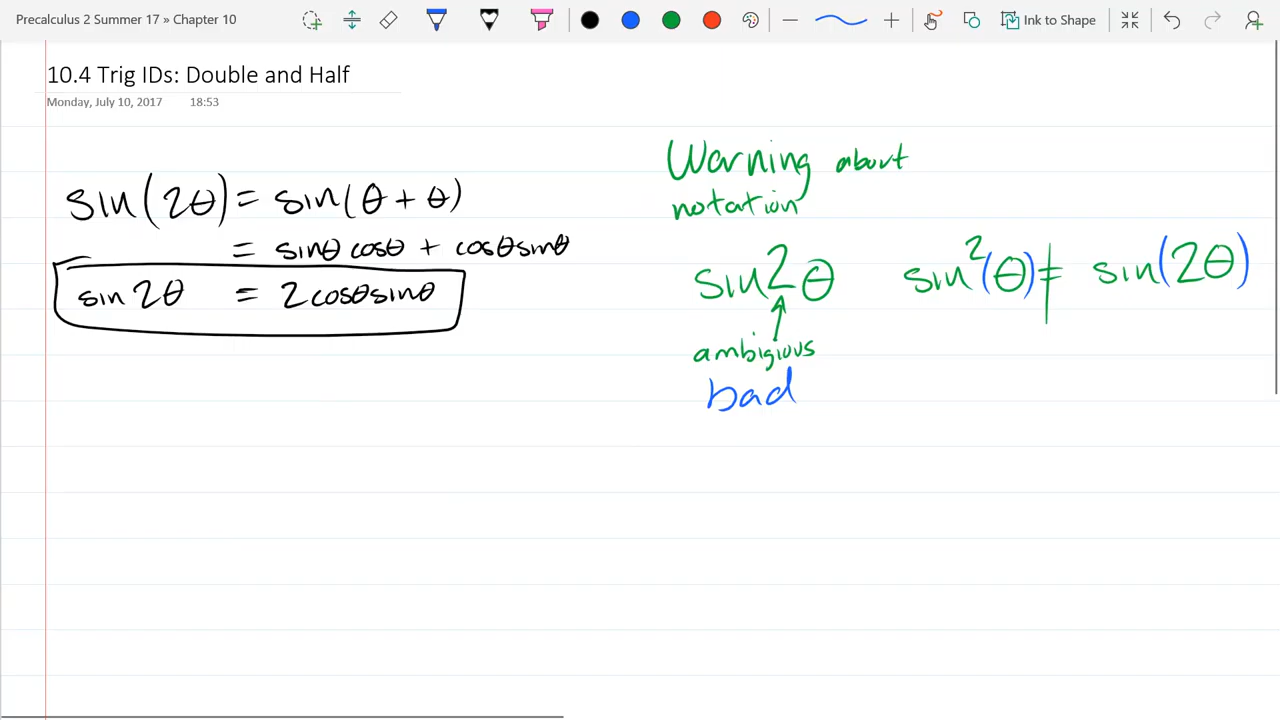 Precalculus 2 Summer 17 » Chapter 10
Ink to Shape
10.4 Trig IDs: Double and Half
Monday, July 10, 2017 18:53
sin(2θ) = sin(θ + θ)
= sinθ cosθ + cosθ sinθ
sin 2θ = 2cosθsinθ
Warning about
notation
sin2θ
sin²(θ) ≠ sin(2θ)
ambigious
bad